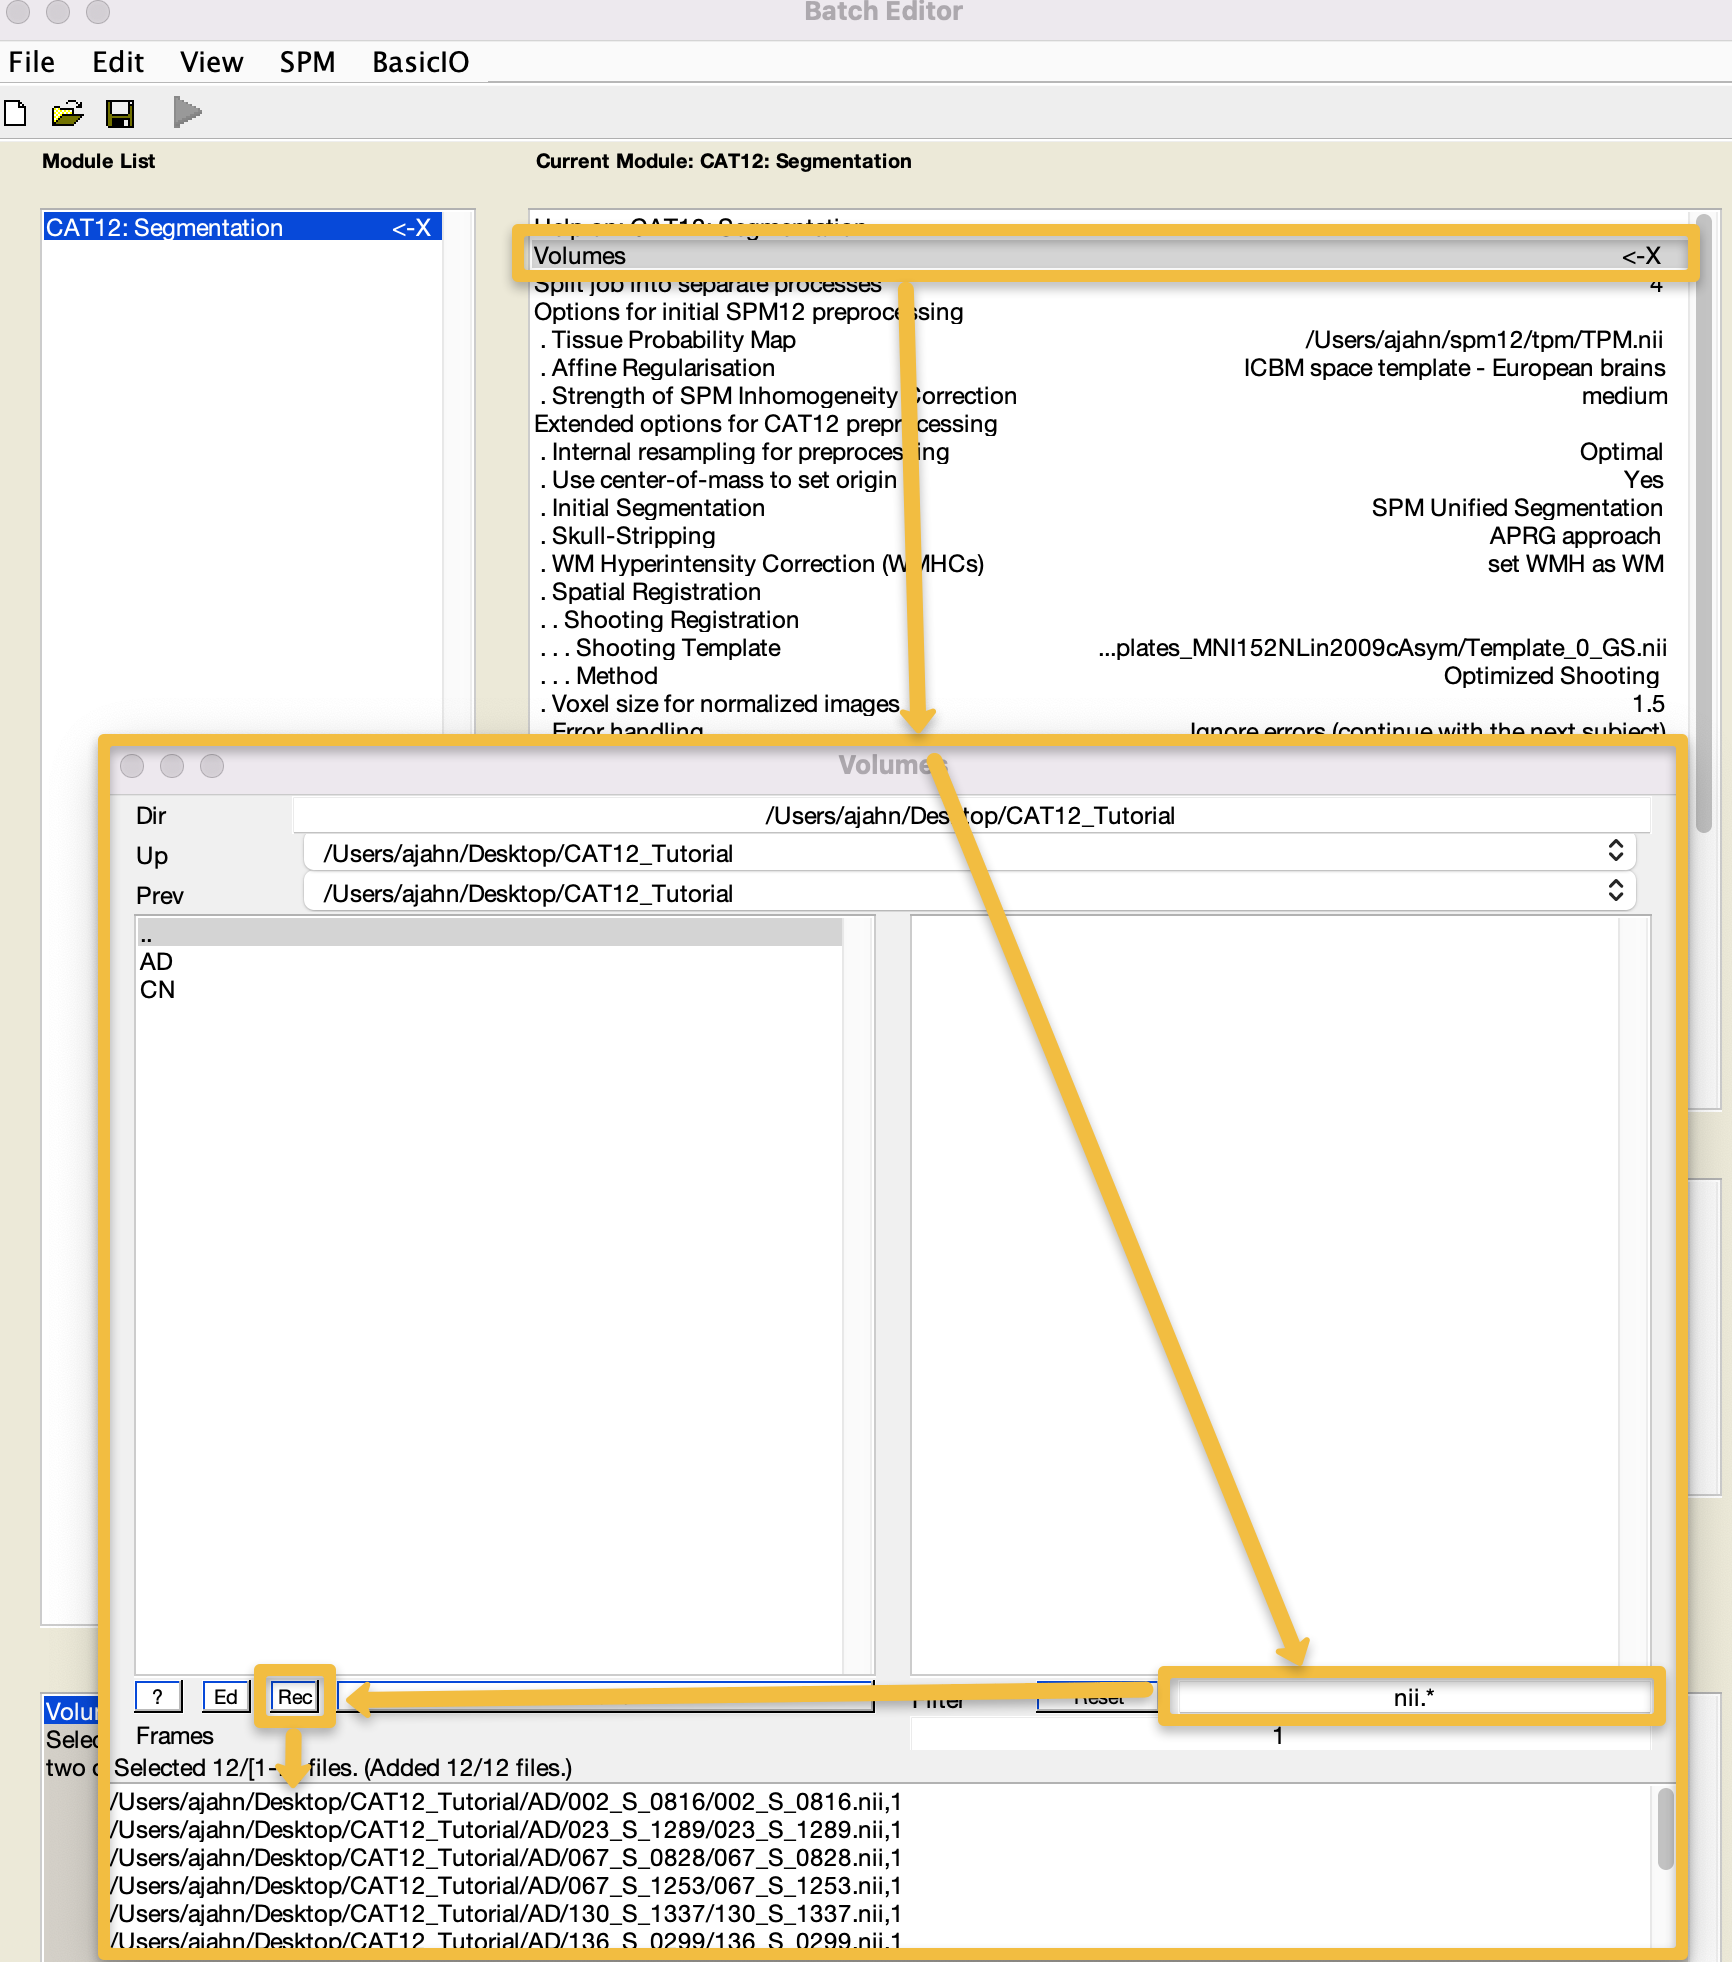 Batch Editor
File Edit View SPM BasicIO
Module List
Current Module: CAT12: Segmentation
CAT12: Segmentation <-X
Help on: CAT12: Segmentation
Volumes <-X
Split job into separate processes 4
Options for initial SPM12 preprocessing
. Tissue Probability Map /Users/ajahn/spm12/tpm/TPM.nii
. Affine Regularisation ICBM space template - European brains
. Strength of SPM Inhomogeneity Correction medium
Extended options for CAT12 preprocessing
. Internal resampling for preprocessing Optimal
. Use center-of-mass to set origin Yes
. Initial Segmentation SPM Unified Segmentation
. Skull-Stripping APRG approach
. WM Hyperintensity Correction (WMHCs) set WMH as WM
. Spatial Registration
. . Shooting Registration
. . . Shooting Template ...plates_MNI152NLin2009cAsym/Template_0_GS.nii
. . . Method Optimized Shooting
. Voxel size for normalized images 1.5
. Error handling Ignore errors (continue with the next subject)
Volumes
Dir /Users/ajahn/Desktop/CAT12_Tutorial
Up /Users/ajahn/Desktop/CAT12_Tutorial
Prev /Users/ajahn/Desktop/CAT12_Tutorial
..
AD
CN
? Ed Rec Filter Reset nii.*
Frames 1
Selected 12/[1- files. (Added 12/12 files.)
/Users/ajahn/Desktop/CAT12_Tutorial/AD/002_S_0816/002_S_0816.nii,1
/Users/ajahn/Desktop/CAT12_Tutorial/AD/023_S_1289/023_S_1289.nii,1
/Users/ajahn/Desktop/CAT12_Tutorial/AD/067_S_0828/067_S_0828.nii,1
/Users/ajahn/Desktop/CAT12_Tutorial/AD/067_S_1253/067_S_1253.nii,1
/Users/ajahn/Desktop/CAT12_Tutorial/AD/130_S_1337/130_S_1337.nii,1
/Users/ajahn/Desktop/CAT12_Tutorial/AD/136_S_0299/136_S_0299.nii,1
Volu
Selec
two